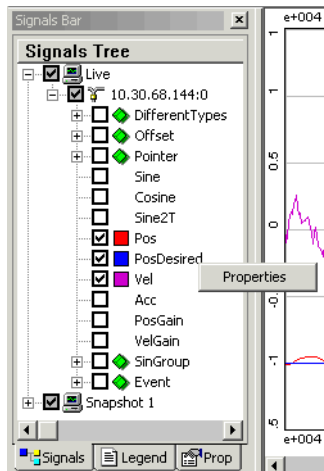 Signals Bar
Signals Tree
Live
10.30.68.144:0
DifferentTypes
Offset
Pointer
Sine
Cosine
Sine2T
Pos
PosDesired
Vel
Acc
PosGain
VelGain
SinGroup
Event
Snapshot 1
Signals
Legend
Prop
Properties
e+004
1
1
0.5
0
-0.
-1
.5
e+004